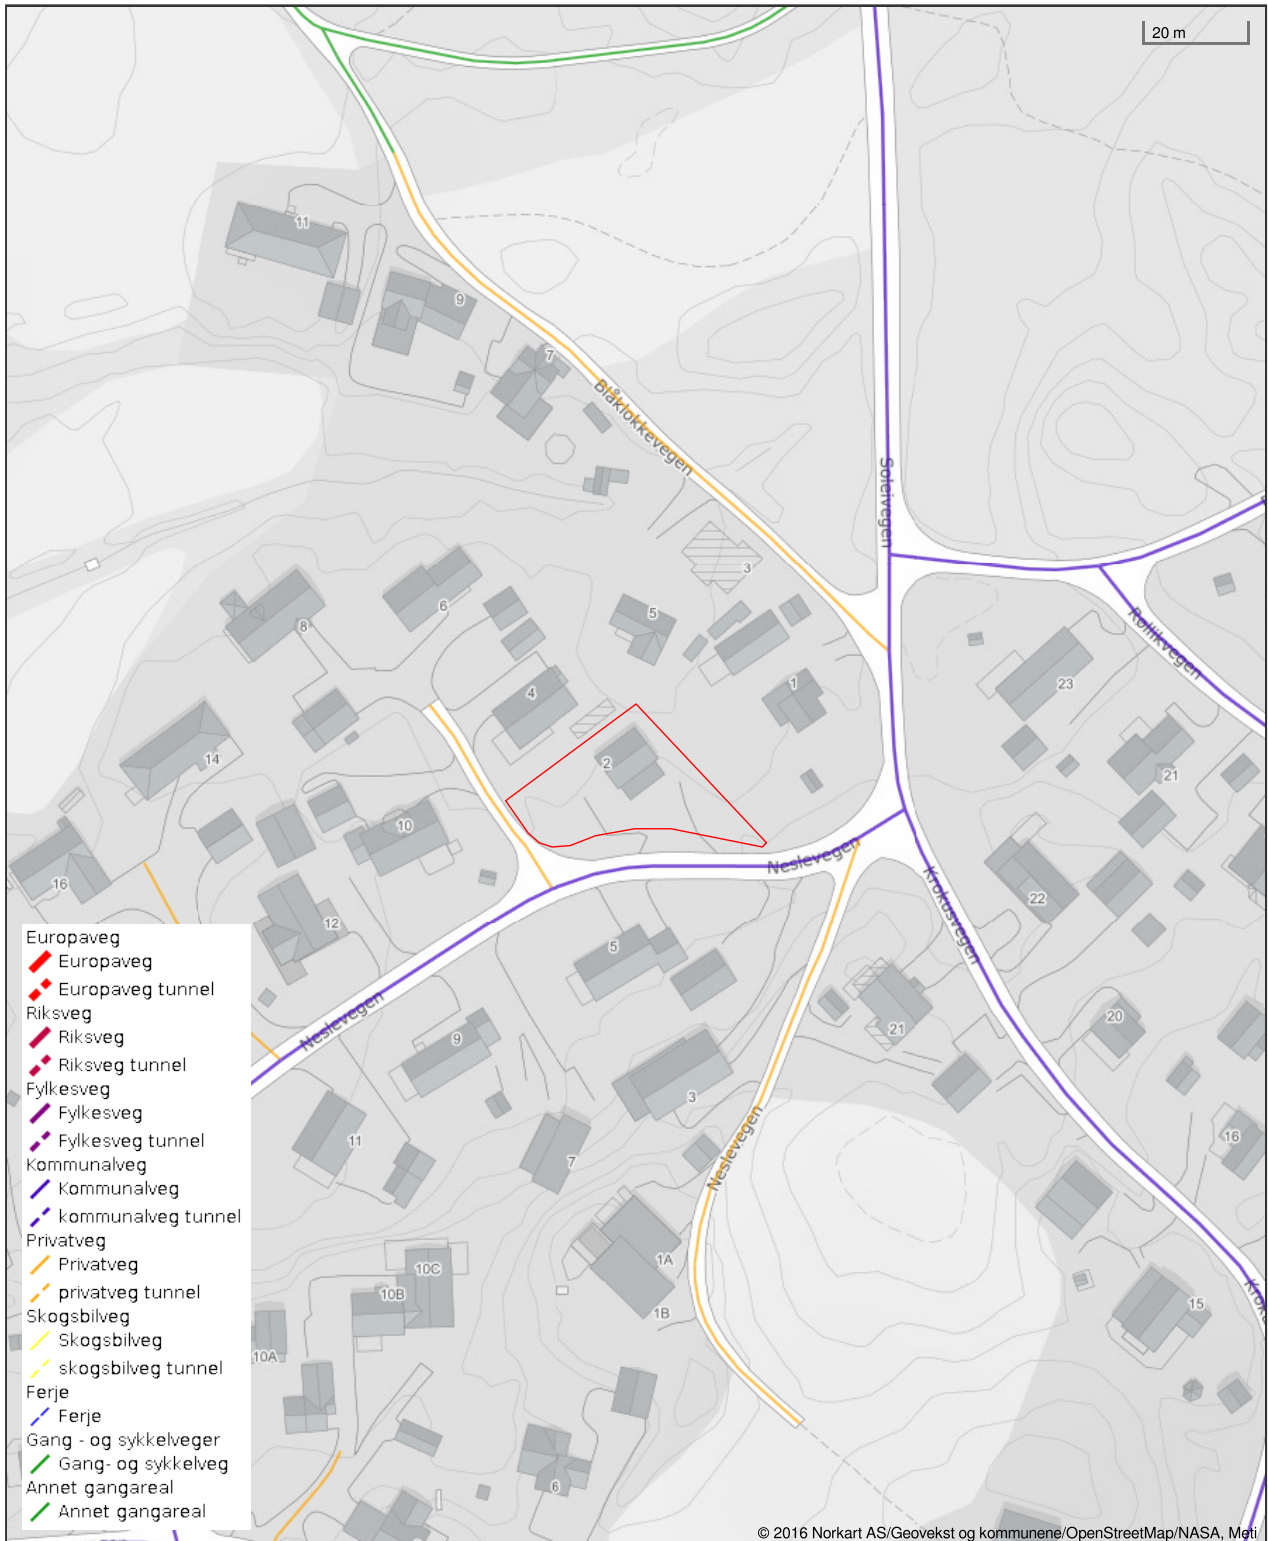 20 m
11
9
7
Blåklokkevegen
Soleivegen
3
6
5
8
Røllikvegen
4
1
23
2
14
21
10
Neslevegen
16
12
22
Krokusvegen
5
Neslevegen
21
20
9
3
11
7
Neslevegen
16
1A
10C
10B
1B
15
10A
6
Europaveg
Europaveg
Europaveg tunnel
Riksveg
Riksveg
Riksveg tunnel
Fylkesveg
Fylkesveg
Fylkesveg tunnel
Kommunalveg
Kommunalveg
kommunalveg tunnel
Privatveg
Privatveg
privatveg tunnel
Skogsbilveg
Skogsbilveg
skogsbilveg tunnel
Ferje
Ferje
Gang - og sykkelveger
Gang- og sykkelveg
Annet gangareal
Annet gangareal
© 2016 Norkart AS/Geovekst og kommunene/OpenStreetMap/NASA, Meti